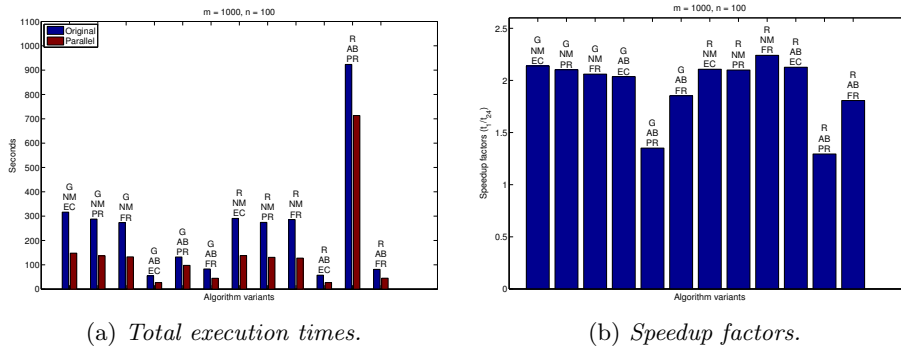 m = 1000, n = 100
1100
1000
900
800
700
600
500
400
300
200
100
0
Seconds
Original
Parallel
G
NM
EC
G
NM
PR
G
NM
FR
G
AB
EC
G
AB
PR
G
AB
FR
R
NM
EC
R
NM
PR
R
NM
FR
R
AB
EC
R
AB
PR
R
AB
FR
Algorithm variants
(a) Total execution times.
m = 1000, n = 100
2.5
2
1.5
1
0.5
0
Speedup factors (t1/t24)
G
NM
EC
G
NM
PR
G
NM
FR
G
AB
EC
G
AB
PR
G
AB
FR
R
NM
EC
R
NM
PR
R
NM
FR
R
AB
EC
R
AB
PR
R
AB
FR
Algorithm variants
(b) Speedup factors.